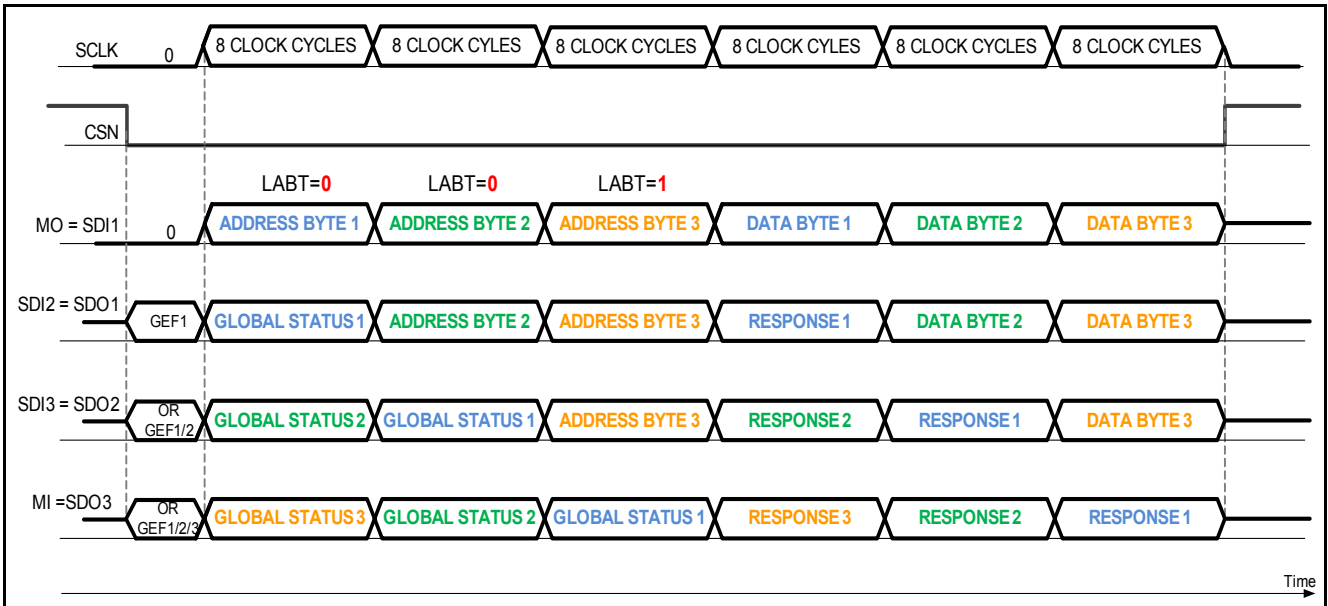 SCLK 0 8 CLOCK CYCLES 8 CLOCK CYLES 8 CLOCK CYCLES 8 CLOCK CYLES 8 CLOCK CYCLES 8 CLOCK CYLES
CSN
LABT=0 LABT=0 LABT=1
MO = SDI1 0 ADDRESS BYTE 1 ADDRESS BYTE 2 ADDRESS BYTE 3 DATA BYTE 1 DATA BYTE 2 DATA BYTE 3
SDI2 = SDO1 GEF1 GLOBAL STATUS 1 ADDRESS BYTE 2 ADDRESS BYTE 3 RESPONSE 1 DATA BYTE 2 DATA BYTE 3
SDI3 = SDO2 OR GEF1/2 GLOBAL STATUS 2 GLOBAL STATUS 1 ADDRESS BYTE 3 RESPONSE 2 RESPONSE 1 DATA BYTE 3
MI =SDO3 OR GEF1/2/3 GLOBAL STATUS 3 GLOBAL STATUS 2 GLOBAL STATUS 1 RESPONSE 3 RESPONSE 2 RESPONSE 1
Time